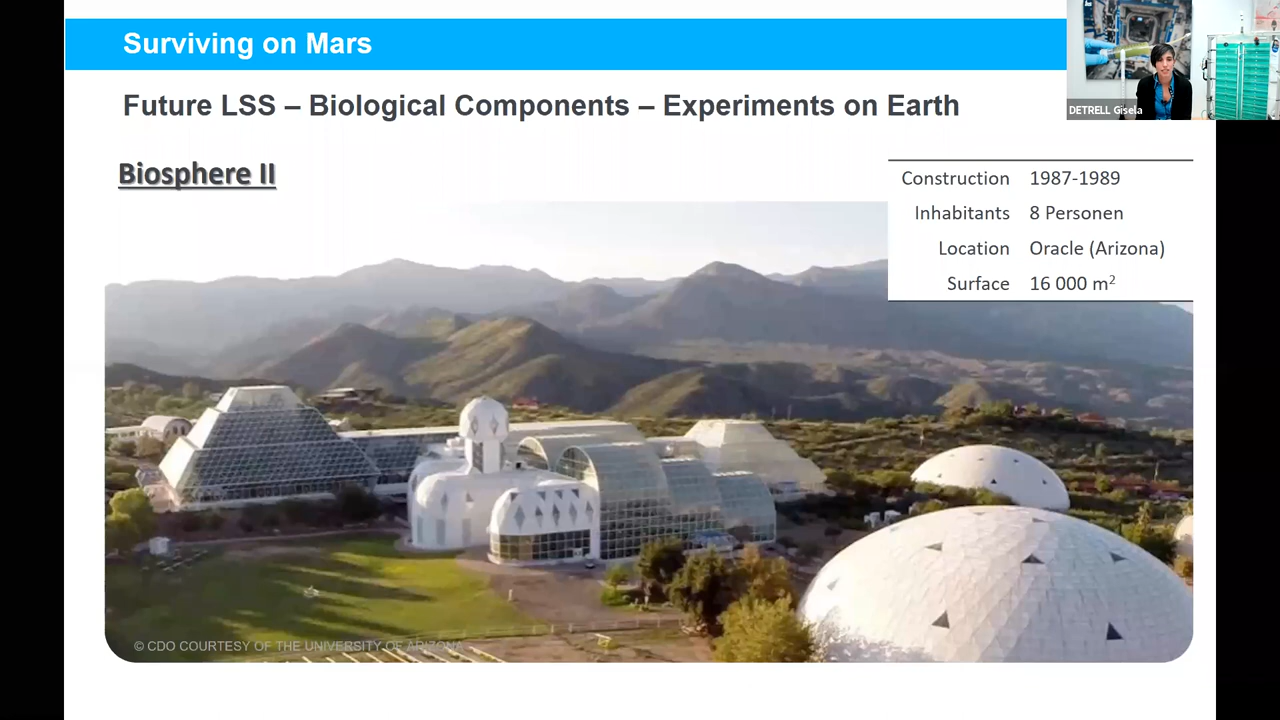 Surviving on Mars
DETRELL Gisela
Future LSS – Biological Components – Experiments on Earth
Biosphere II
Construction 1987-1989
Inhabitants 8 Personen
Location Oracle (Arizona)
Surface 16 000 m²
© CDO COURTESY OF THE UNIVERSITY OF ARIZONA